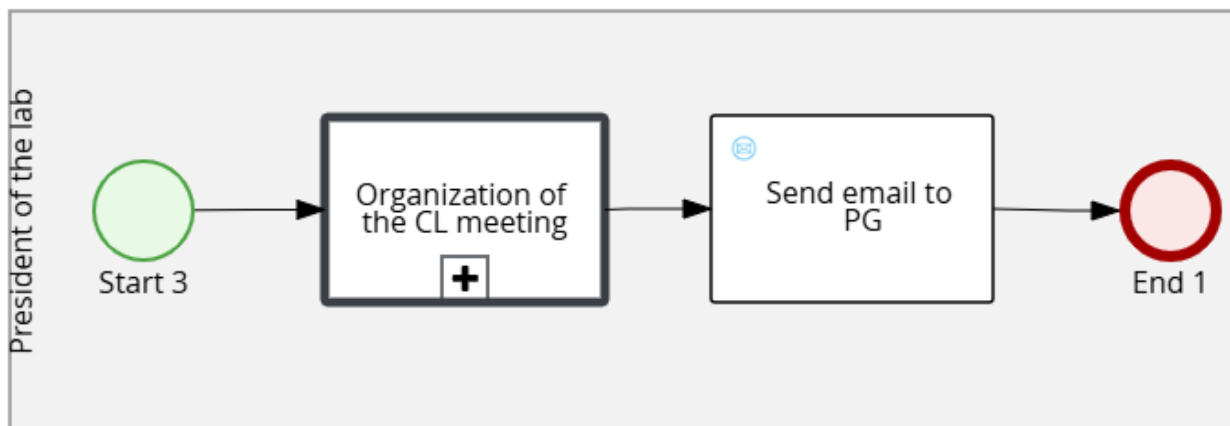 President of the lab
Start 3
Organization of
the CL meeting
Send email to
PG
End 1